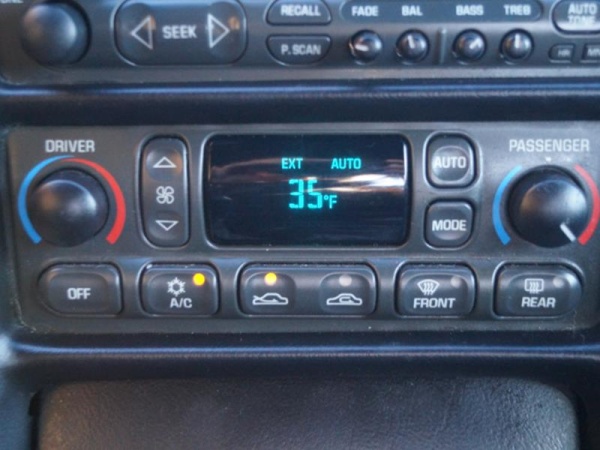 RECALL
FADE BAL BASS TREB
AUTO
TONE
SEEK
P.SCAN
DRIVER
PASSENGER
EXT AUTO
35°F
AUTO
MODE
OFF
A/C
FRONT
REAR